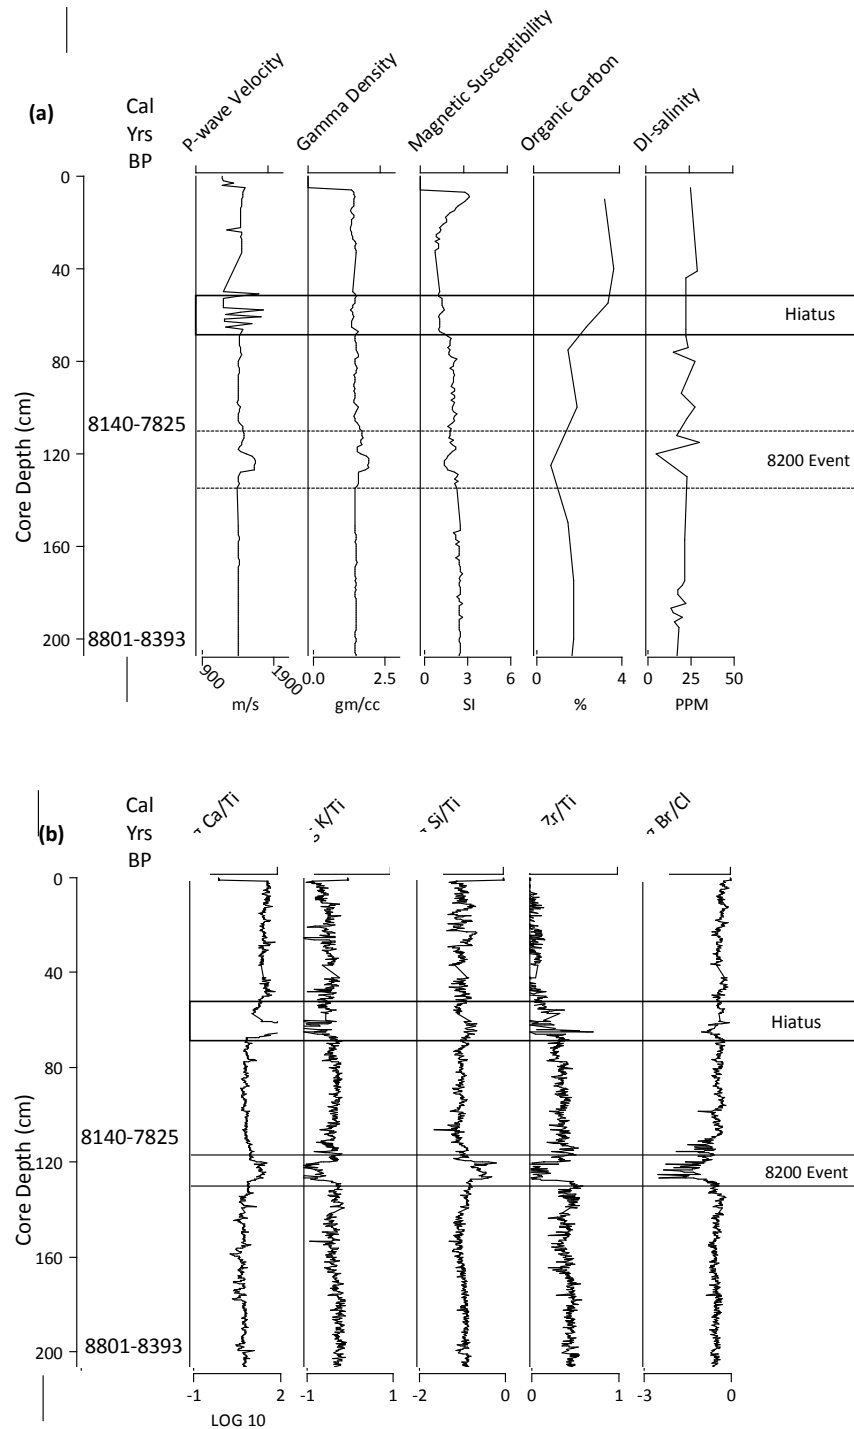 (a)
Cal
Yrs
BP
P-wave Velocity
Gamma Density
Magnetic Susceptibility
Organic Carbon
DI-salinity
0
40
Hiatus
80
8140-7825
120
8200 Event
160
8801-8393
200
Core Depth (cm)
900 1900 0.0 2.5 0 3 6 0 4 0 25 50
m/s gm/cc SI % PPM
(b)
Cal
Yrs
BP
Ca/Ti
K/Ti
Si/Ti
Zr/Ti
Br/Cl
0
40
Hiatus
80
8140-7825
120
8200 Event
160
8801-8393
200
Core Depth (cm)
-1 2 -1 1 -2 0 0 1 -3 0
LOG 10